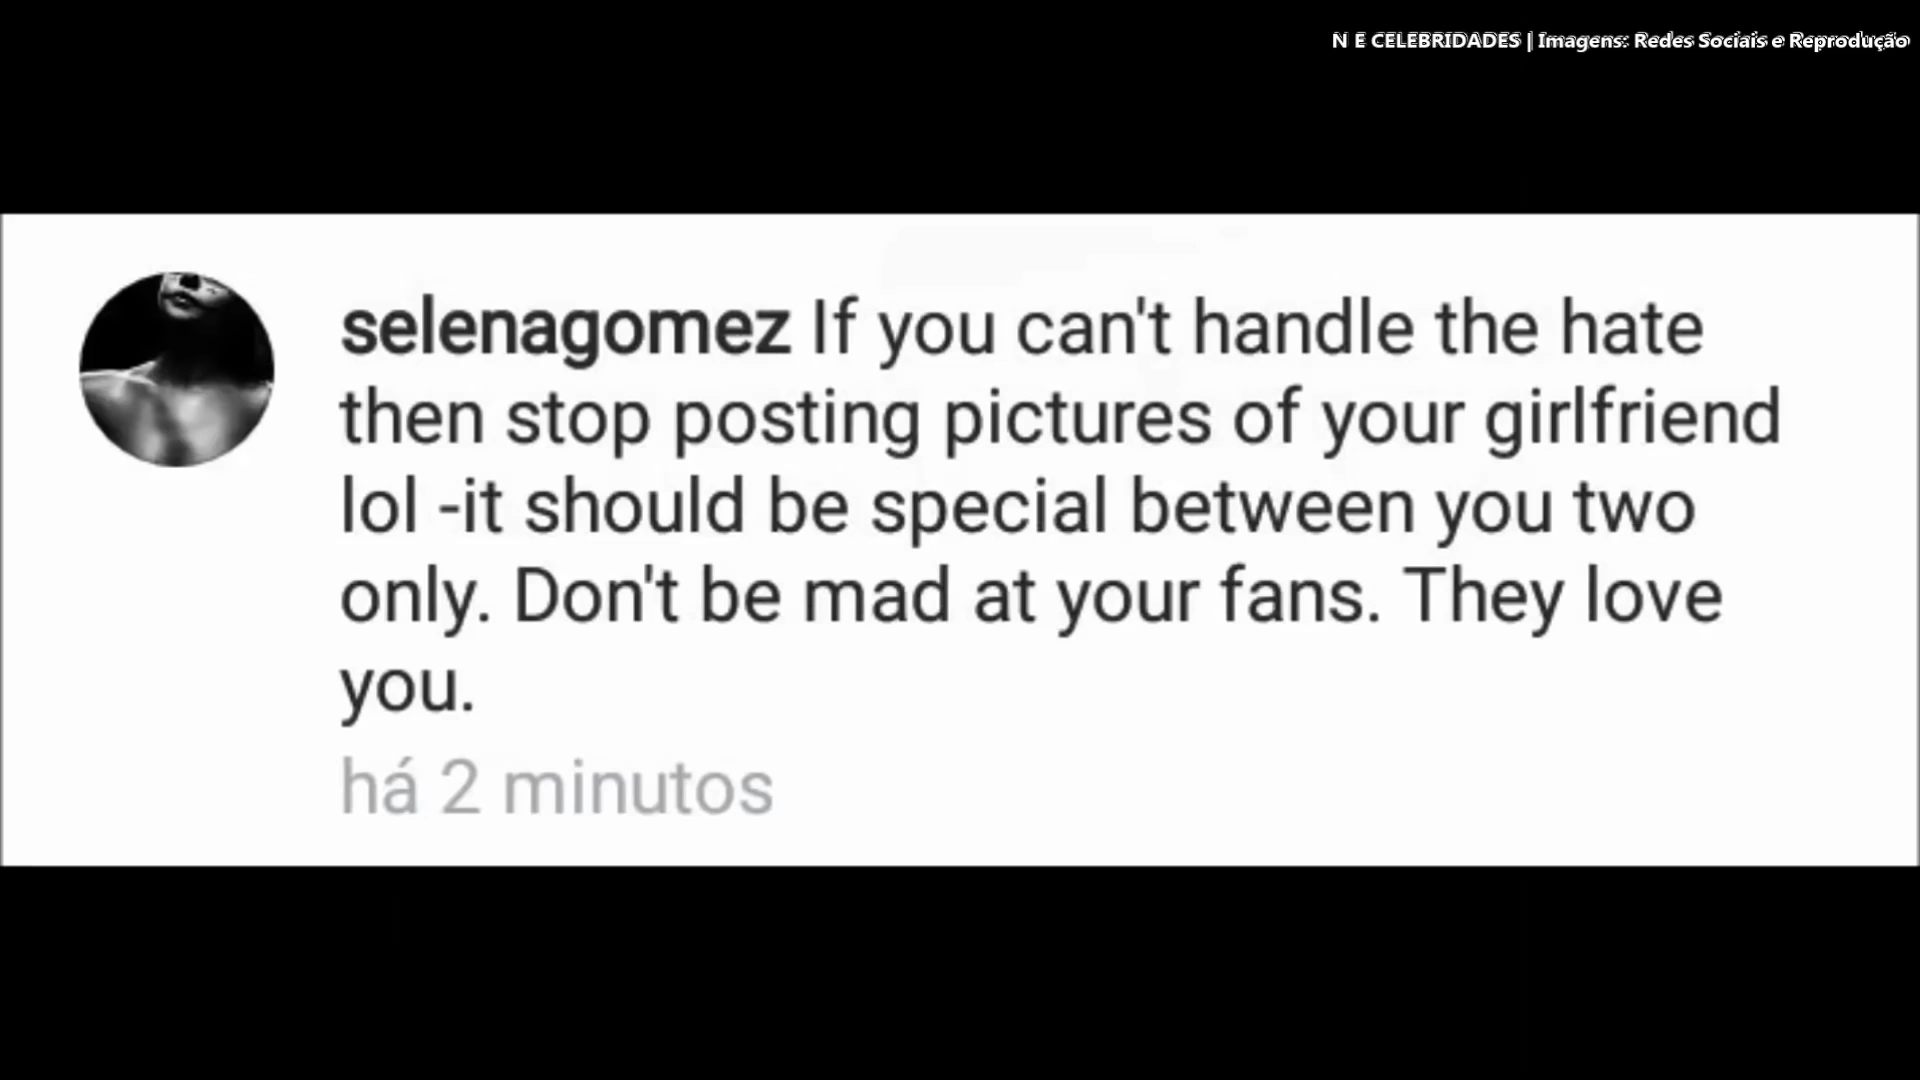 N E CELEBRIDADES | Imagens: Redes Sociais e Reprodução
selenagomez If you can't handle the hate
then stop posting pictures of your girlfriend
lol -it should be special between you two
only. Don't be mad at your fans. They love
you.
há 2 minutos